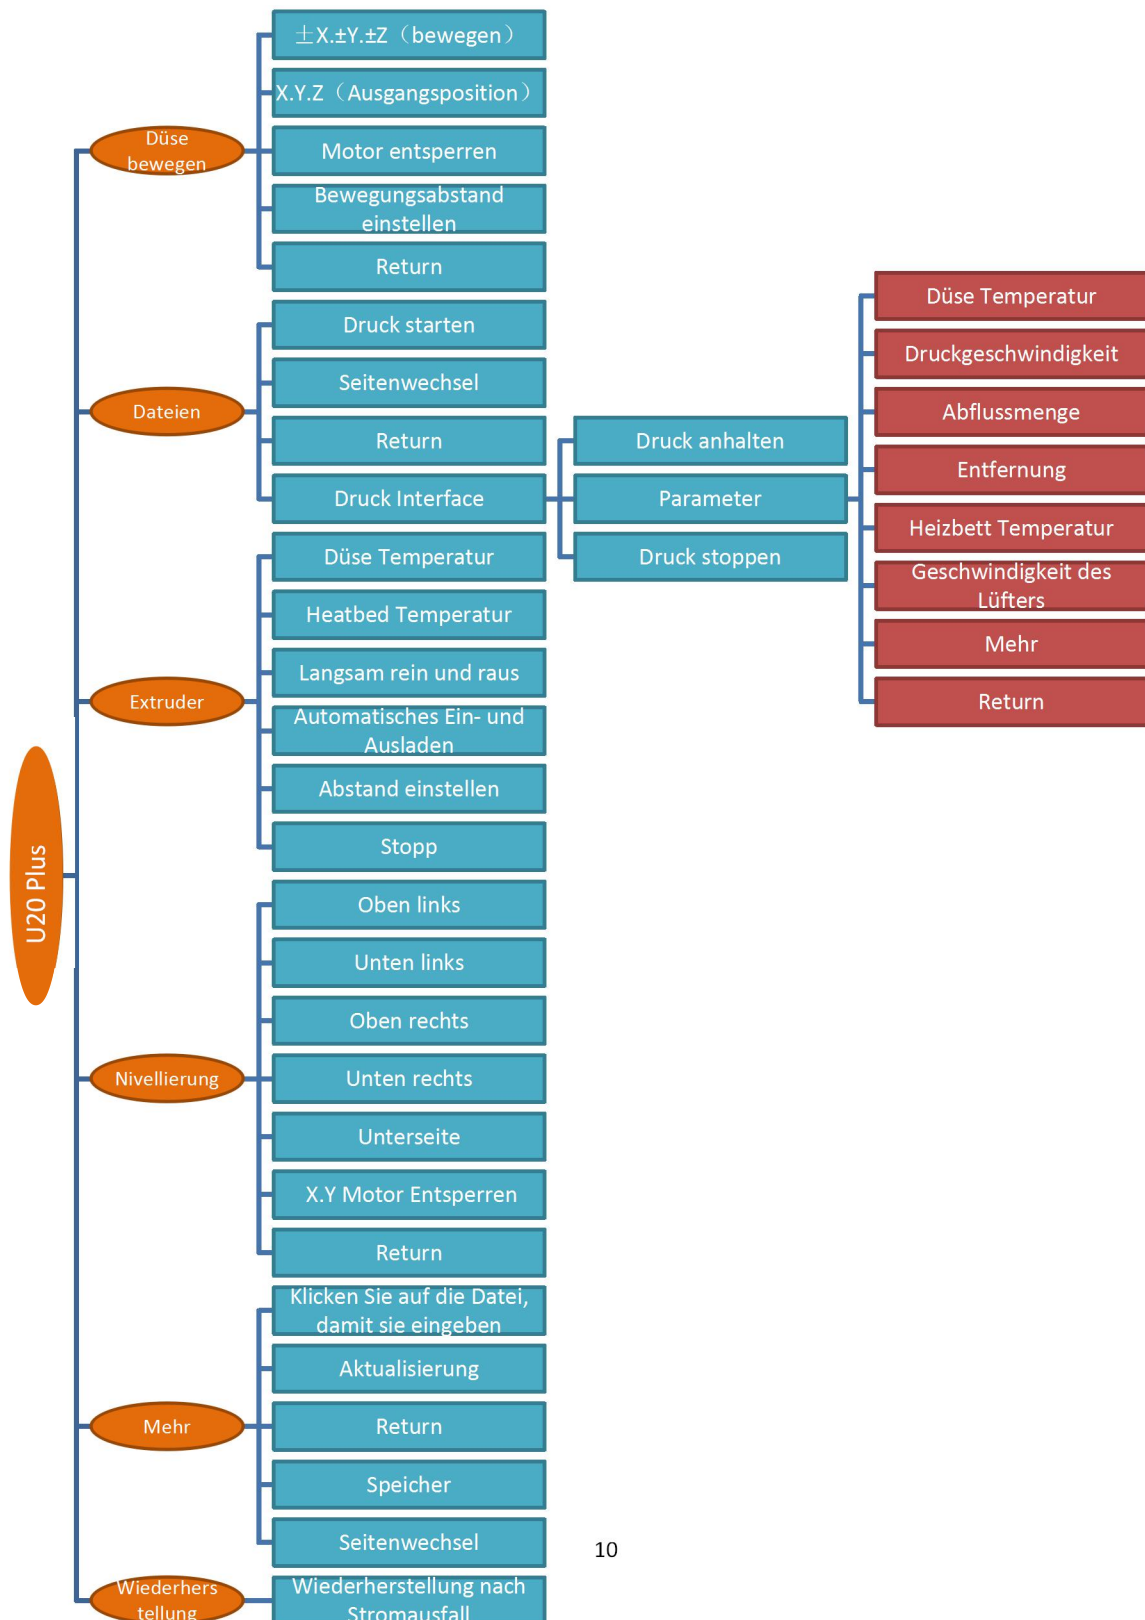 U20 Plus
Düse
bewegen
±X.±Y.±Z（bewegen）
X.Y.Z（Ausgangsposition）
Motor entsperren
Bewegungsabstand
einstellen
Return
Dateien
Druck starten
Seitenwechsel
Return
Druck Interface
Druck anhalten
Parameter
Druck stoppen
Düse Temperatur
Druckgeschwindigkeit
Abflussmenge
Entfernung
Heizbett Temperatur
Geschwindigkeit des
Lüfters
Mehr
Return
Extruder
Düse Temperatur
Heatbed Temperatur
Langsam rein und raus
Automatisches Ein- und
Ausladen
Abstand einstellen
Stopp
Nivellierung
Oben links
Unten links
Oben rechts
Unten rechts
Unterseite
X.Y Motor Entsperren
Return
Mehr
Klicken Sie auf die Datei,
damit sie eingeben
Aktualisierung
Return
Speicher
Seitenwechsel
Wiederhers
tellung
Wiederherstellung nach
Stromausfall
10